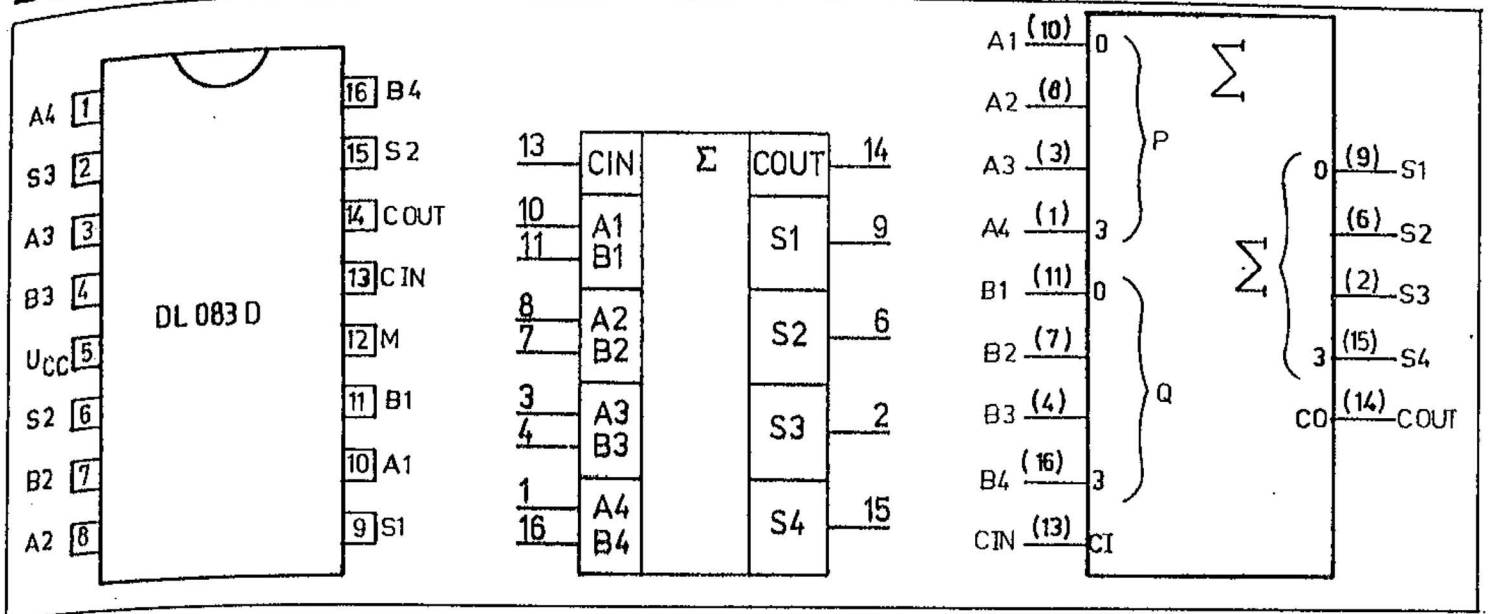 A4 1
S3 2
A3 3
B3 4
UCC 5
S2 6
B2 7
A2 8
DL 083 D
16 B4
15 S2
14 COUT
13 CIN
12 M
11 B1
10 A1
9 S1
13 CIN Σ COUT 14
10 A1
11 B1
S1 9
8 A2
7 B2
S2 6
3 A3
4 B3
S3 2
1 A4
16 B4
S4 15
Σ
A1 (10) 0
A2 (8)
A3 (3)
A4 (1) 3
P
B1 (11) 0
B2 (7)
B3 (4)
B4 (16) 3
Q
CIN (13) CI
Σ
0 (9) S1
(6) S2
(2) S3
3 (15) S4
CO (14) COUT